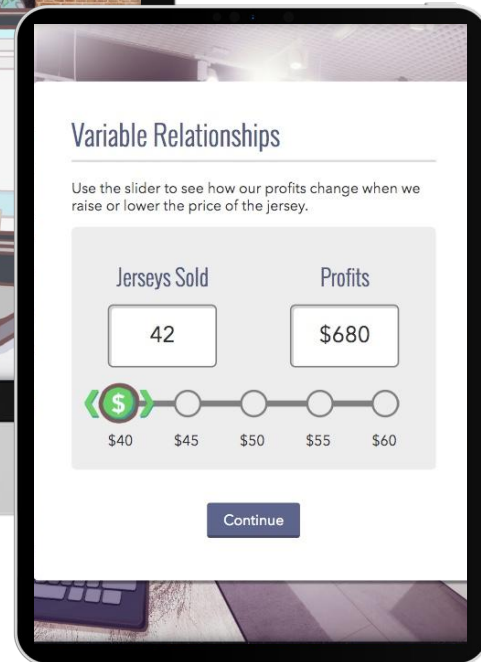 Variable Relationships
Use the slider to see how our profits change when we
raise or lower the price of the jersey.
Jerseys Sold Profits
42 $680
$
$40 $45 $50 $55 $60
Continue